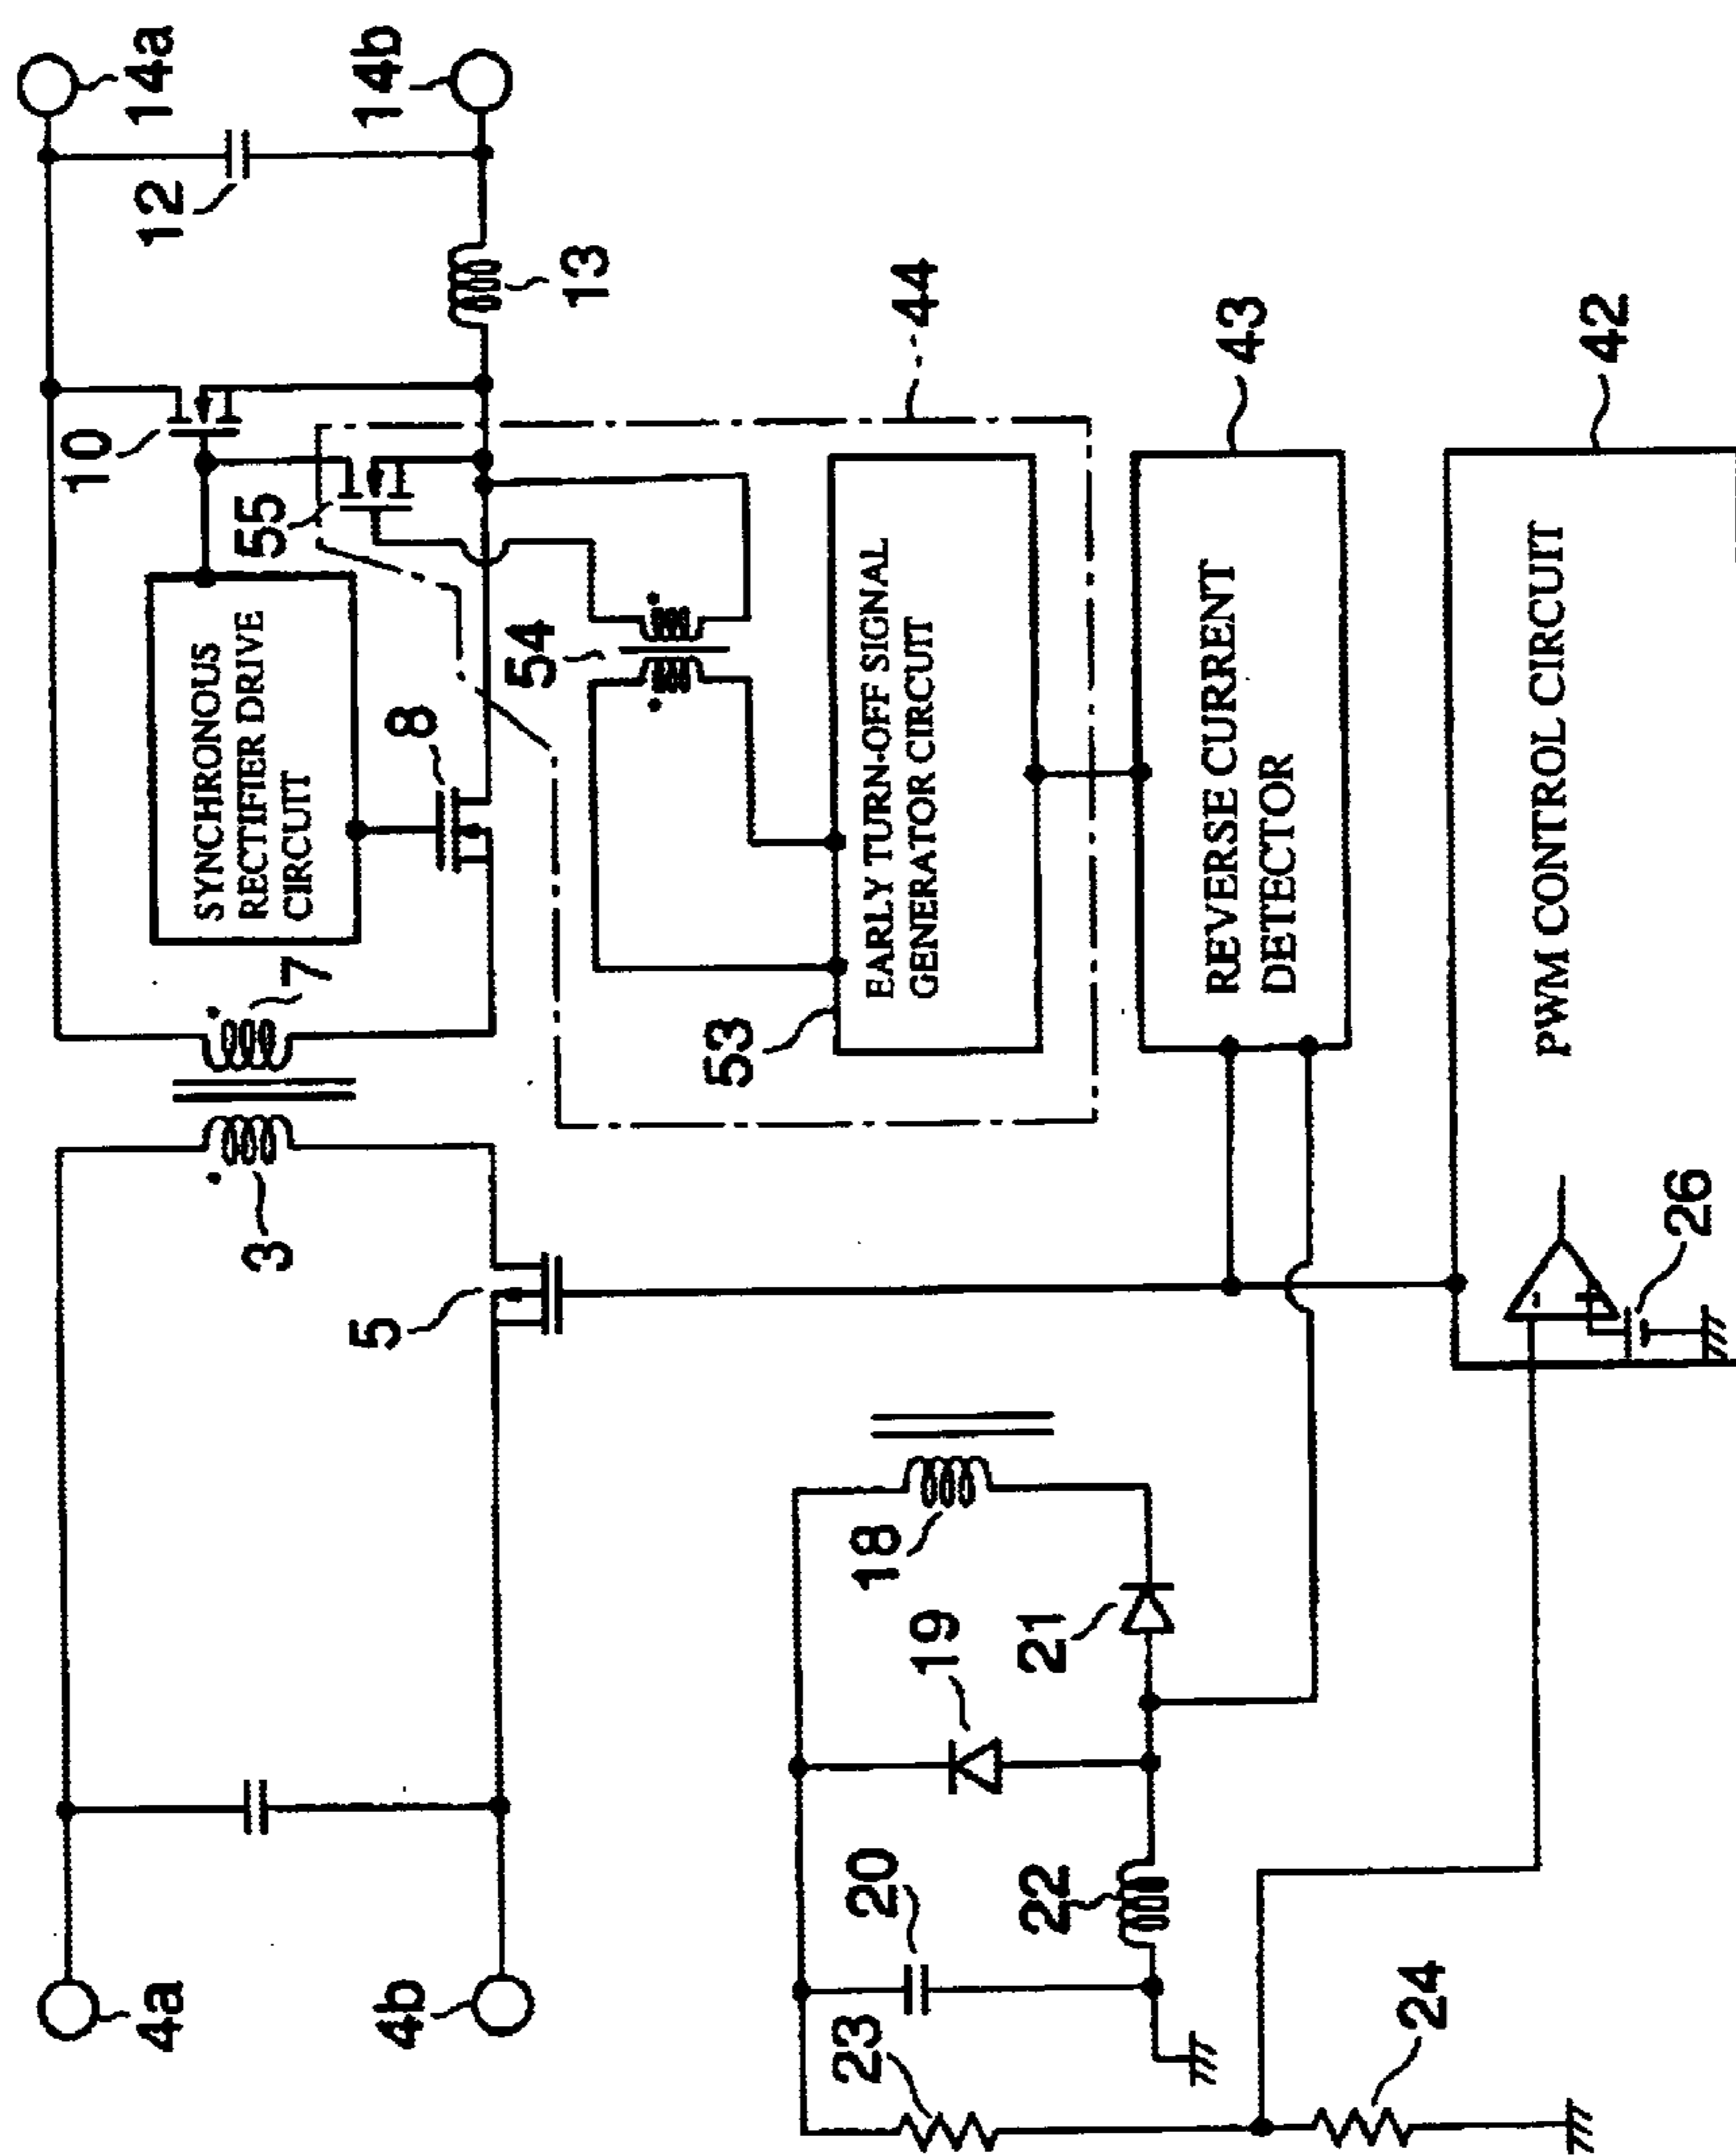 4a
4b
3
5
7
SYNCHRONOUS
RECTIFIER DRIVE
CIRCUIT
8
10
55
54
12
13
14a
14b
44
53
EARLY TURN-OFF SIGNAL
GENERATOR CIRCUIT
43
REVERSE CURRENT
DETECTOR
42
PWM CONTROL CIRCUIT
18
19
20
21
22
23
24
26
-
+